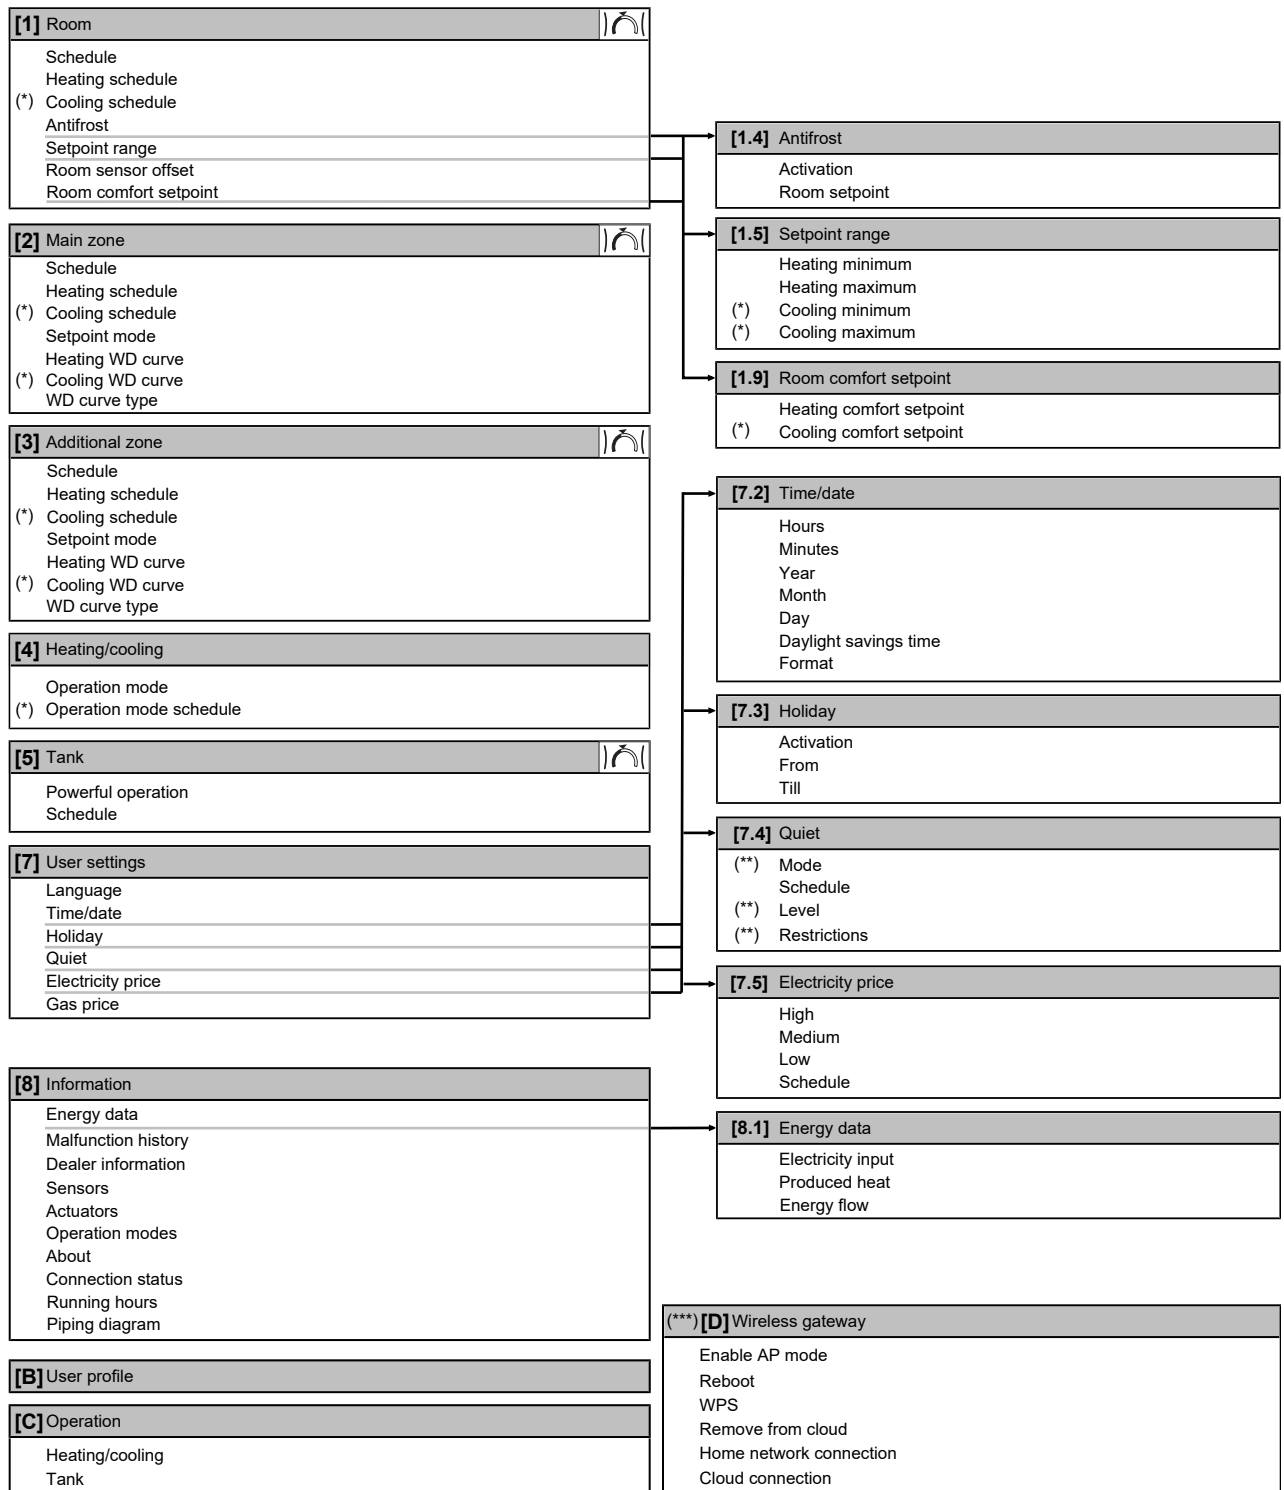 [1] Room
Schedule
Heating schedule
(*) Cooling schedule
Antifrost
Setpoint range
Room sensor offset
Room comfort setpoint
[2] Main zone
Schedule
Heating schedule
(*) Cooling schedule
Setpoint mode
Heating WD curve
(*) Cooling WD curve
WD curve type
[3] Additional zone
Schedule
Heating schedule
(*) Cooling schedule
Setpoint mode
Heating WD curve
(*) Cooling WD curve
WD curve type
[4] Heating/cooling
Operation mode
(*) Operation mode schedule
[5] Tank
Powerful operation
Schedule
[7] User settings
Language
Time/date
Holiday
Quiet
Electricity price
Gas price
[8] Information
Energy data
Malfunction history
Dealer information
Sensors
Actuators
Operation modes
About
Connection status
Running hours
Piping diagram
[B] User profile
[C] Operation
Heating/cooling
Tank
[1.4] Antifrost
Activation
Room setpoint
[1.5] Setpoint range
Heating minimum
Heating maximum
(*) Cooling minimum
(*) Cooling maximum
[1.9] Room comfort setpoint
Heating comfort setpoint
(*) Cooling comfort setpoint
[7.2] Time/date
Hours
Minutes
Year
Month
Day
Daylight savings time
Format
[7.3] Holiday
Activation
From
Till
[7.4] Quiet
(**) Mode
Schedule
(**) Level
(**) Restrictions
[7.5] Electricity price
High
Medium
Low
Schedule
[8.1] Energy data
Electricity input
Produced heat
Energy flow
(***) [D] Wireless gateway
Enable AP mode
Reboot
WPS
Remove from cloud
Home network connection
Cloud connection